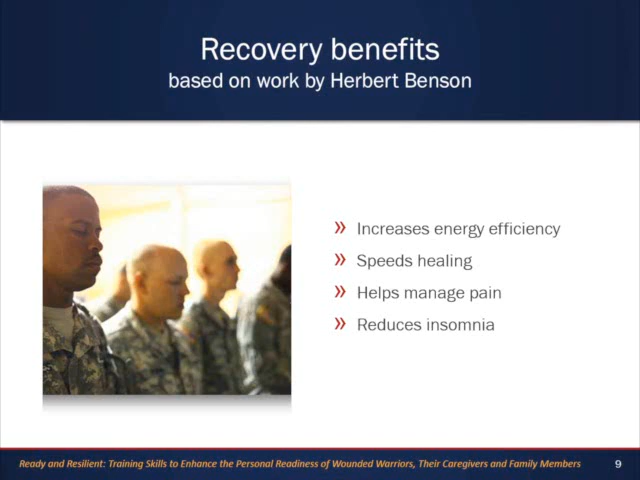 Recovery benefits
based on work by Herbert Benson
» Increases energy efficiency
» Speeds healing
» Helps manage pain
» Reduces insomnia
Ready and Resilient: Training Skills to Enhance the Personal Readiness of Wounded Warriors, Their Caregivers and Family Members 9